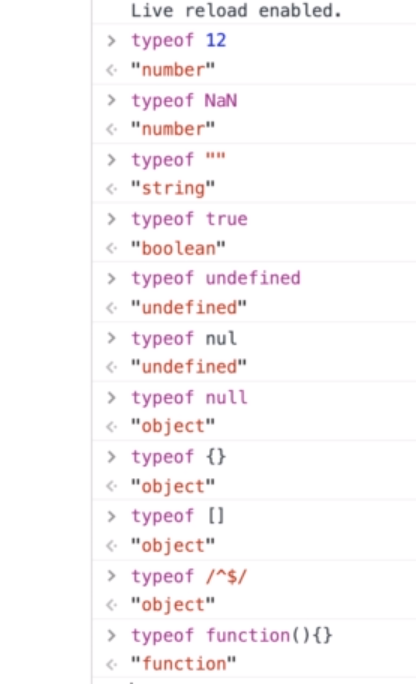 Live reload enabled.
> typeof 12
<· "number"
> typeof NaN
<· "number"
> typeof ""
<· "string"
> typeof true
<· "boolean"
> typeof undefined
<· "undefined"
> typeof nul
<· "undefined"
> typeof null
<· "object"
> typeof {}
<· "object"
> typeof []
<· "object"
> typeof /^$/
<· "object"
> typeof function(){}
<· "function"